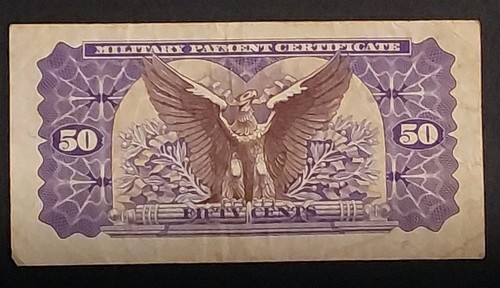 MILITARY PAYMENT CERTIFICATE
50 50
FIFTY CENTS